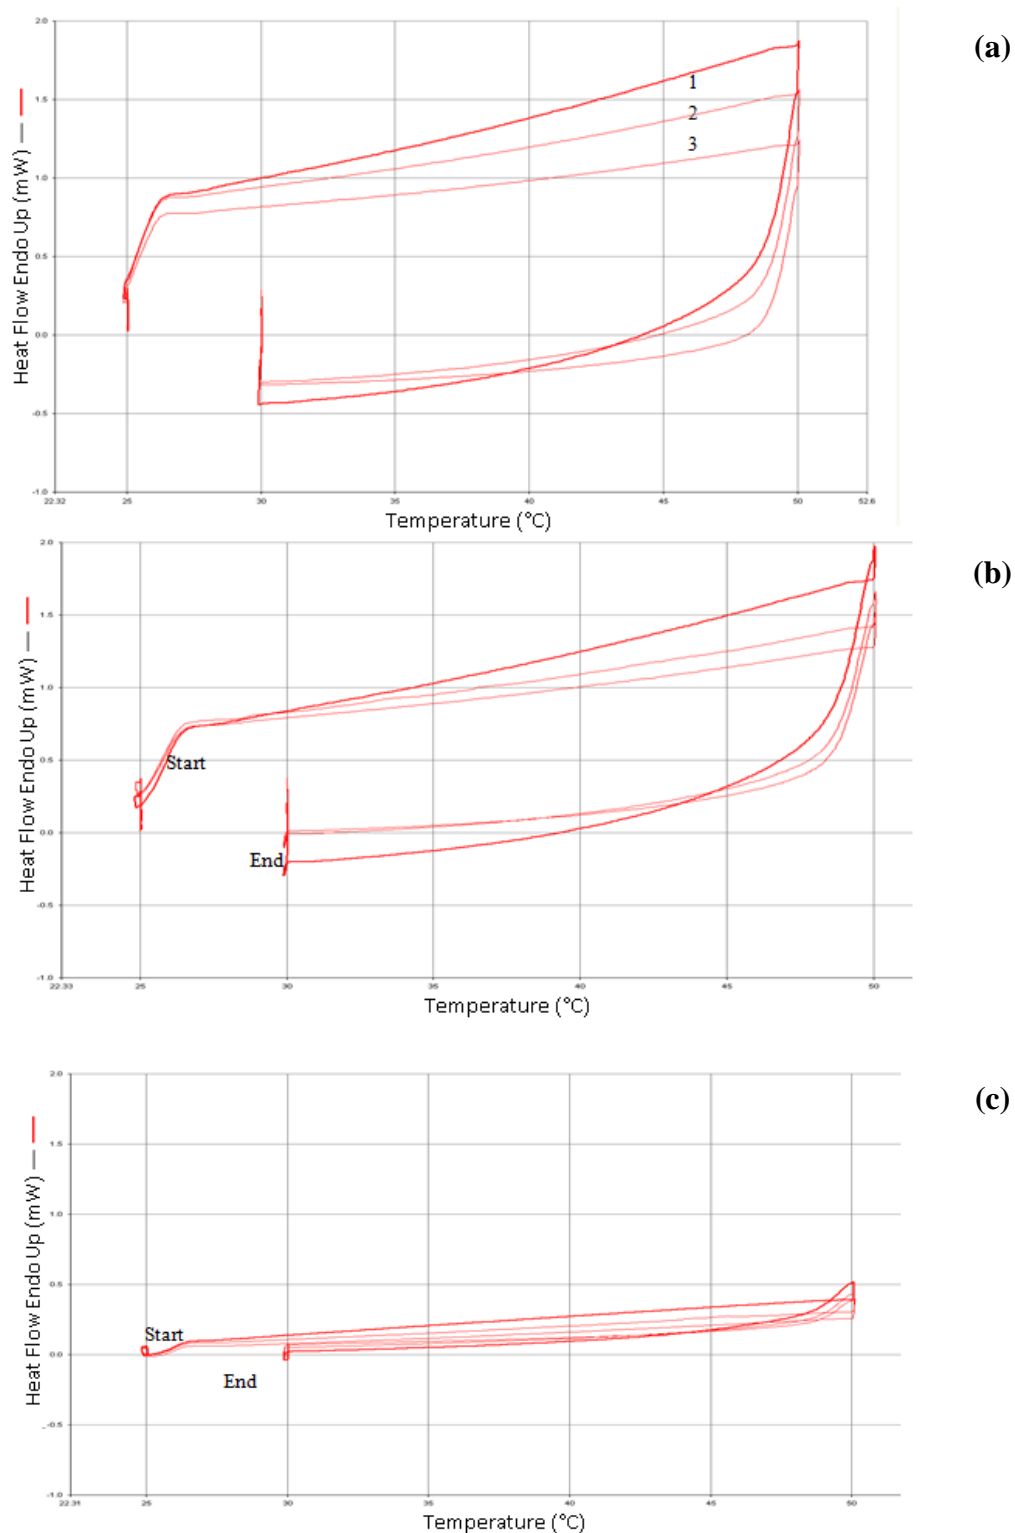 (a)
2.0
1.5
1.0
0.5
0.0
-0.5
-1.0
Heat Flow Endo Up (mW)
1
2
3
22.32 25 30 35 40 45 50 52.6
Temperature (°C)
(b)
2.0
1.5
1.0
0.5
0.0
-0.5
-1.0
Heat Flow Endo Up (mW)
Start
End
22.33 25 30 35 40 45 50
Temperature (°C)
(c)
2.0
1.5
1.0
0.5
0.0
-0.5
-1.0
Heat Flow Endo Up (mW)
Start
End
22.31 25 30 35 40 45 50
Temperature (°C)